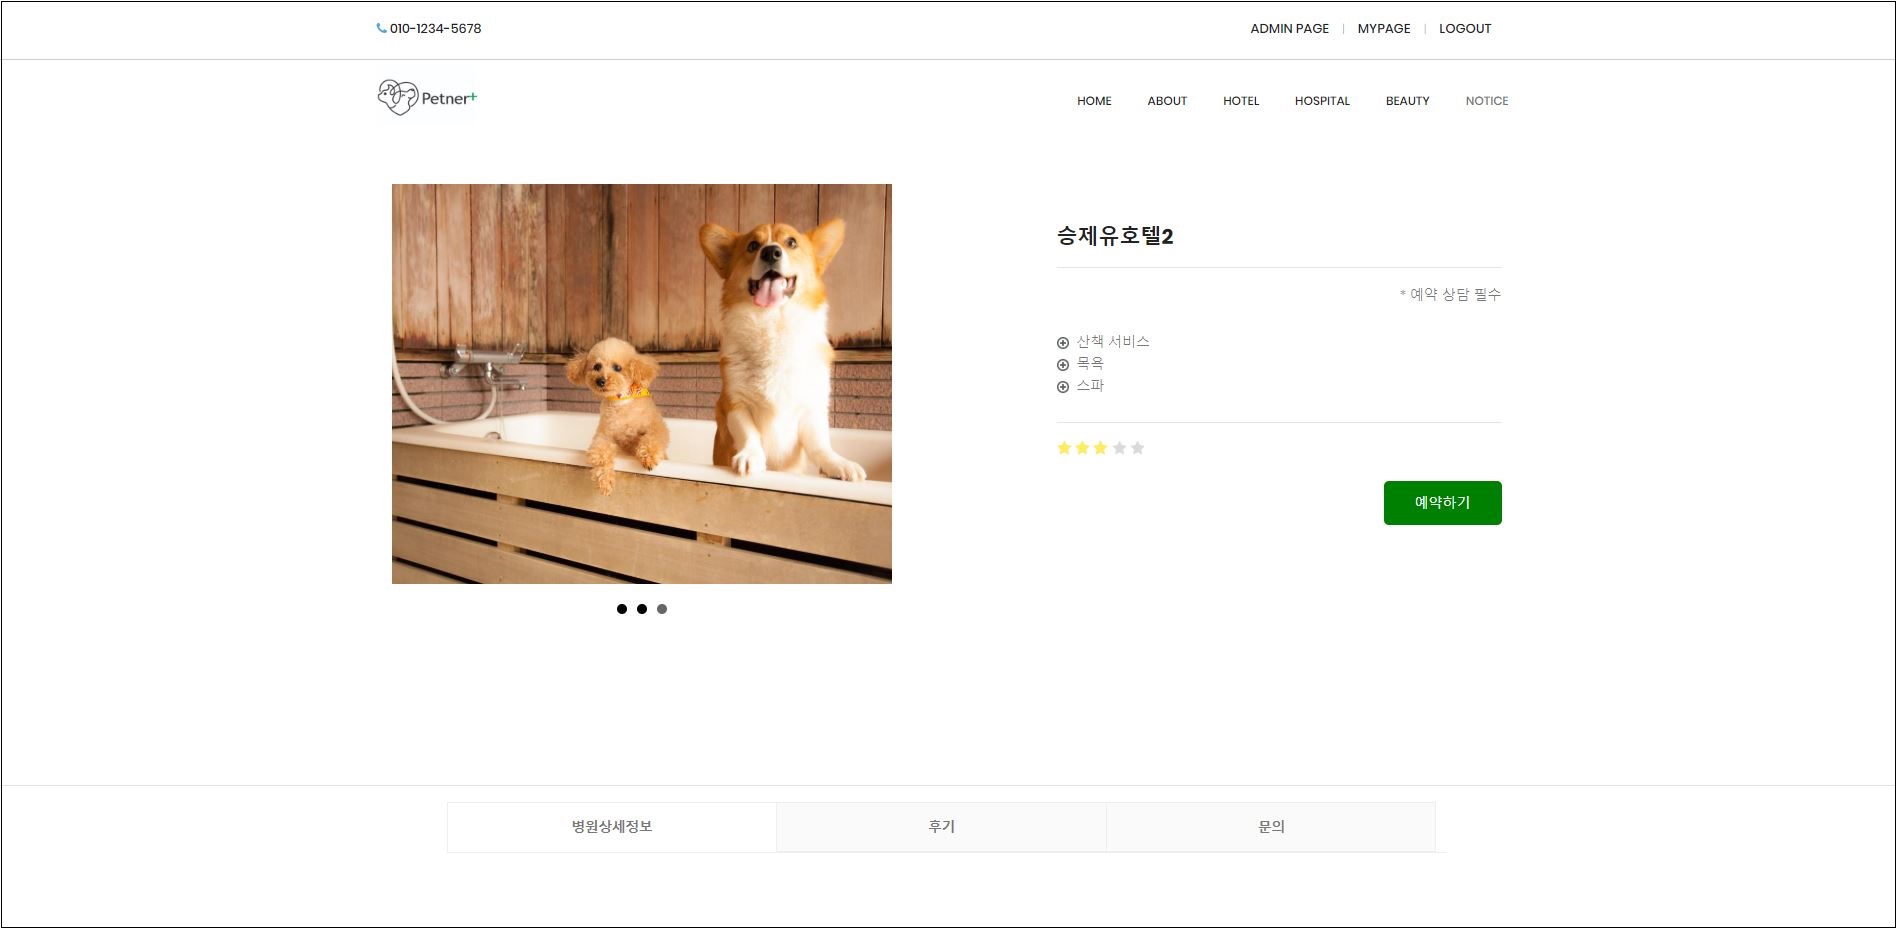 010-1234-5678
ADMIN PAGE | MYPAGE | LOGOUT
Petner+
HOME ABOUT HOTEL HOSPITAL BEAUTY NOTICE
승제유호텔2
* 예약 상담 필수
산책 서비스
목욕
스파
예약하기
병원상세정보 후기 문의